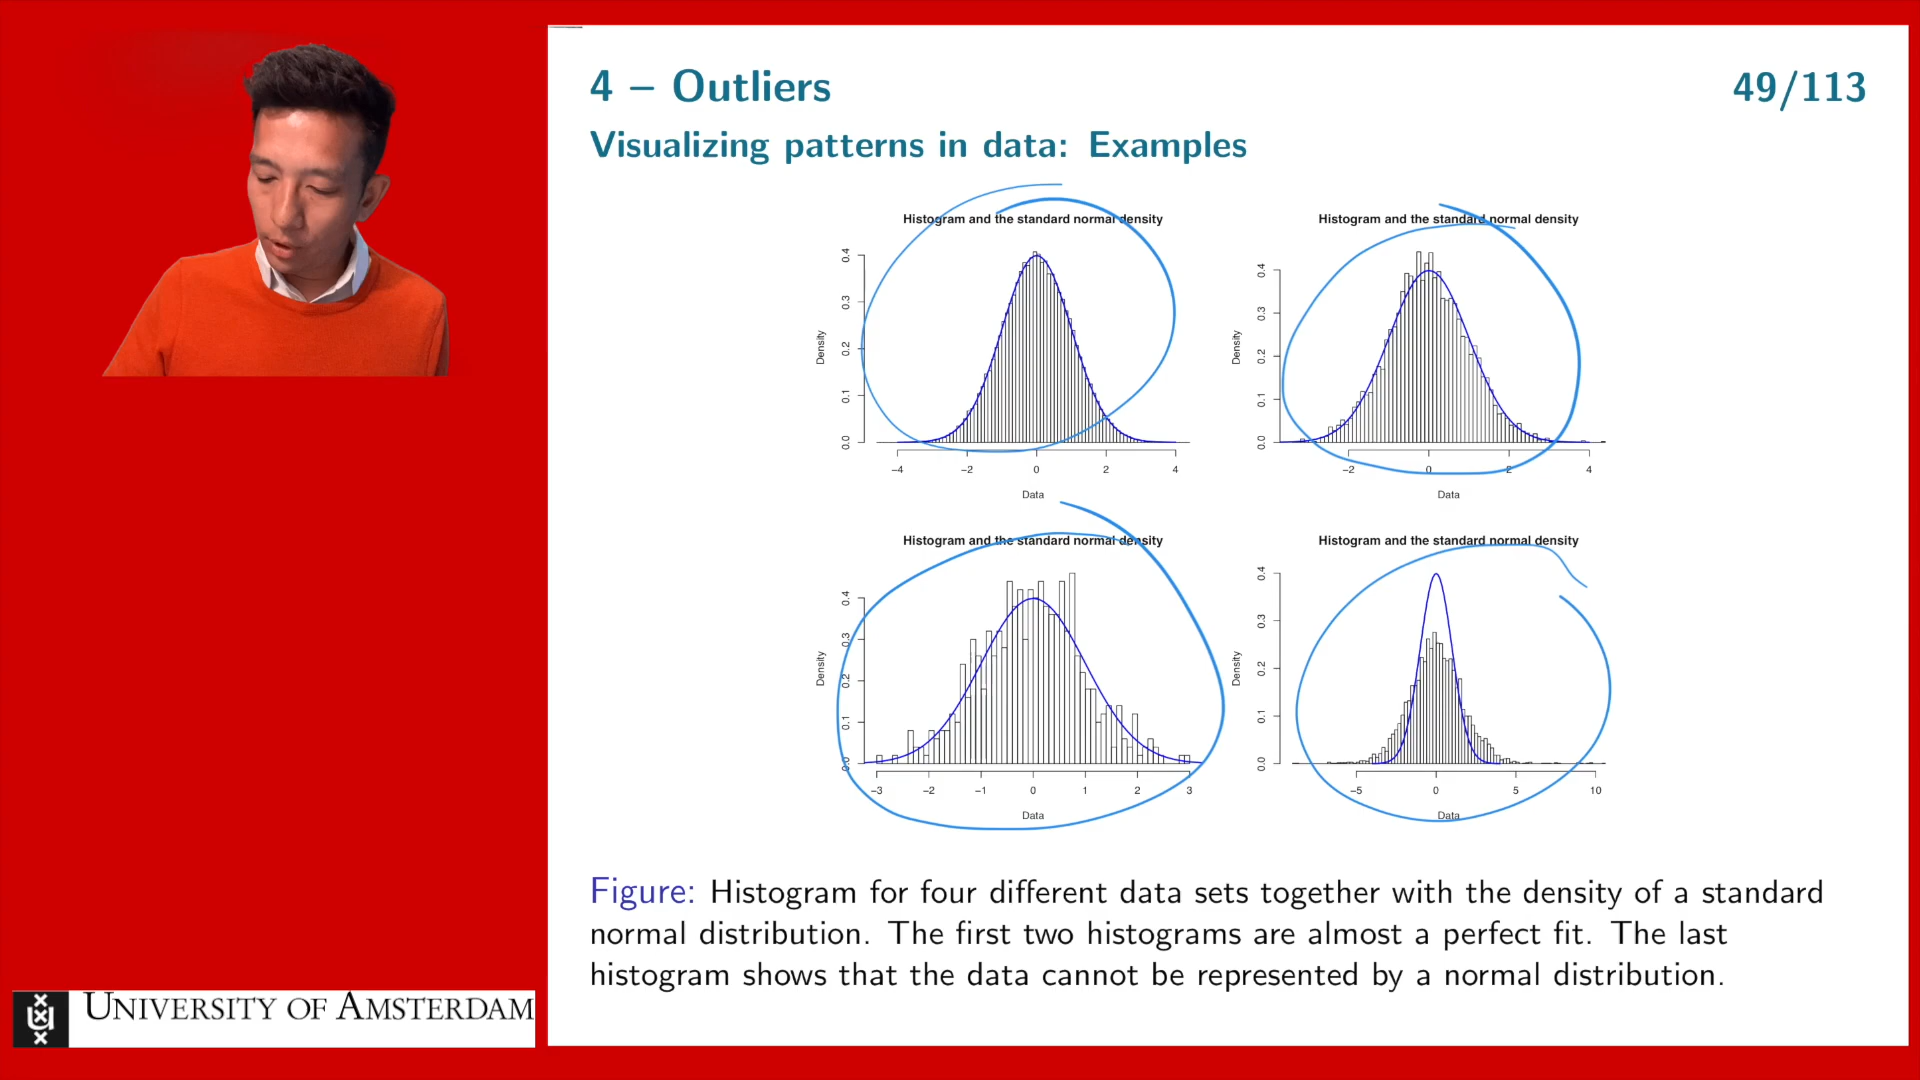 4 – Outliers
49/113
Visualizing patterns in data: Examples
Histogram and the standard normal density
Density
0.0 0.1 0.2 0.3 0.4
−4 −2 0 2 4
Data
Histogram and the standard normal density
Density
0.0 0.1 0.2 0.3 0.4
−2 0 2 4
Data
Histogram and the standard normal density
Density
0.0 0.1 0.2 0.3 0.4
−3 −2 −1 0 1 2 3
Data
Histogram and the standard normal density
Density
0.0 0.1 0.2 0.3 0.4
−5 0 5 10
Data
Figure: Histogram for four different data sets together with the density of a standard
normal distribution. The first two histograms are almost a perfect fit. The last
histogram shows that the data cannot be represented by a normal distribution.
UNIVERSITY OF AMSTERDAM